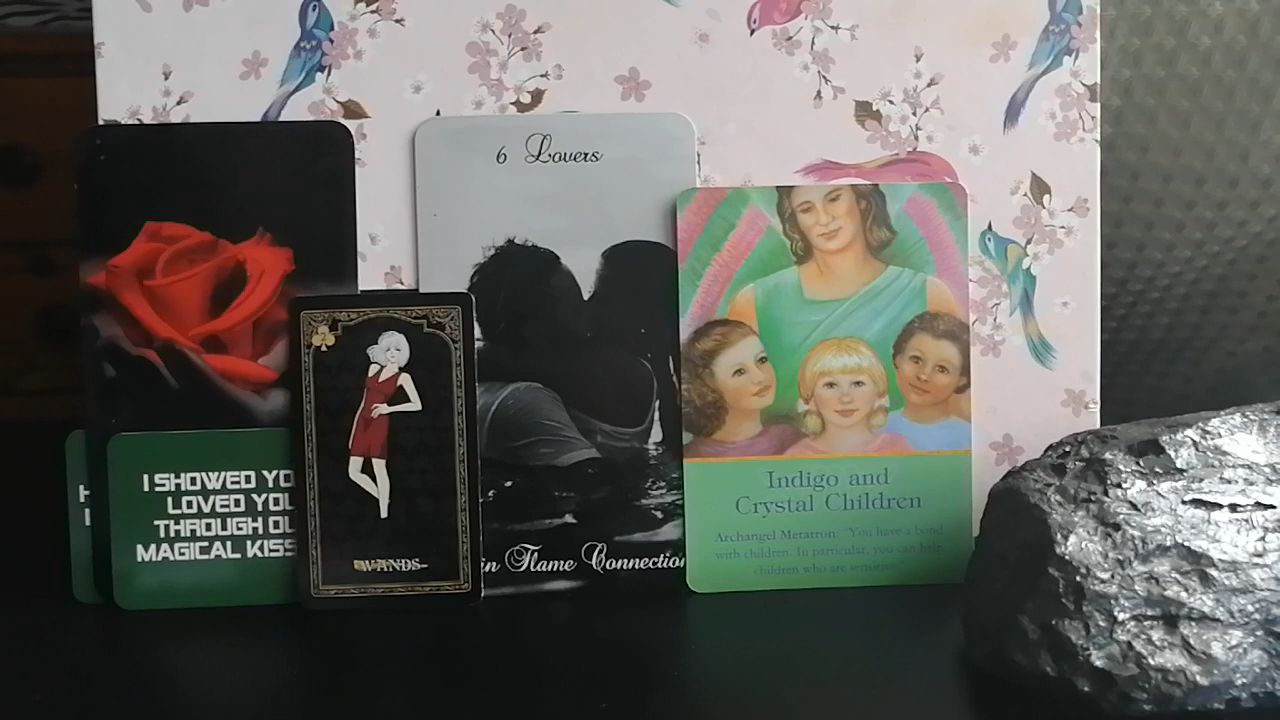 I SHOWED YO
LOVED YOU
THROUGH OU
MAGICAL KISS
WANDS
6 Lovers
in Flame Connection
Indigo and
Crystal Children
Archangel Metatron: "You have a bond
with children. In particular, you can help
children who are sensitive."